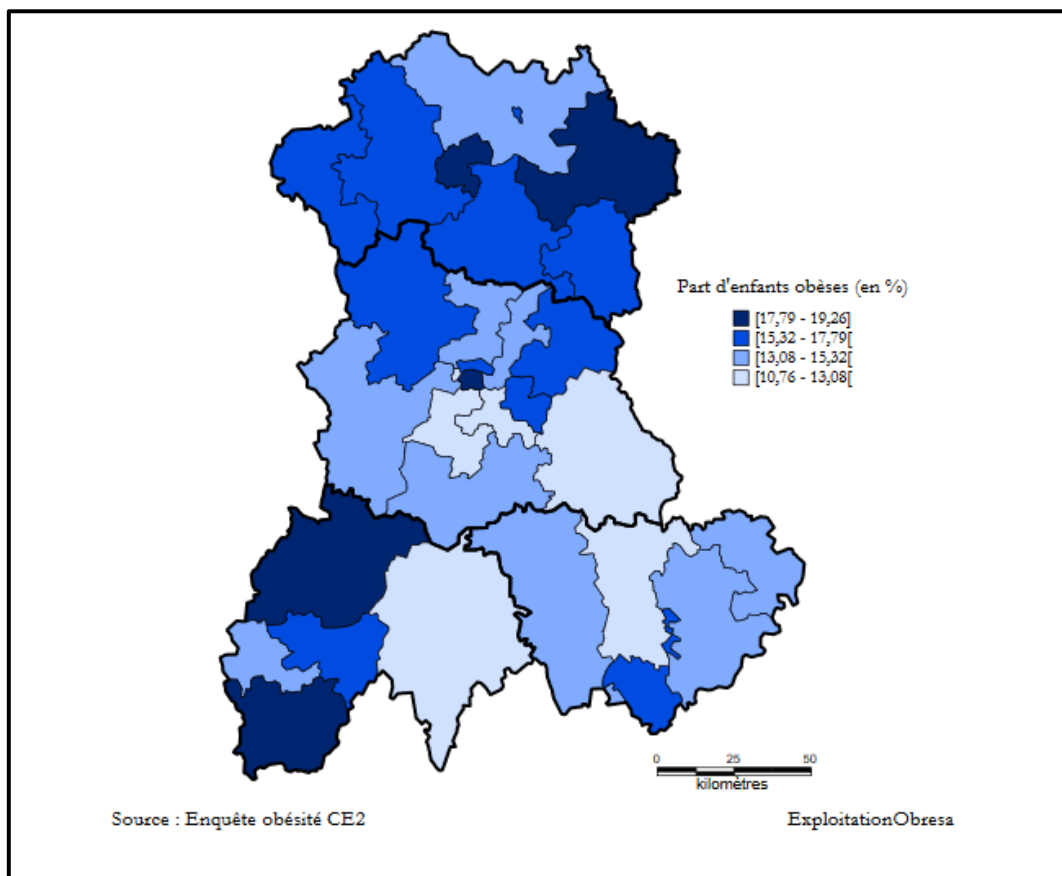 Part d'enfants obèses (en %)
[17,79 - 19,26]
[15,32 - 17,79[
[13,08 - 15,32[
[10,76 - 13,08[
0 25 50
kilomètres
Source : Enquête obésité CE2
ExploitationObresa